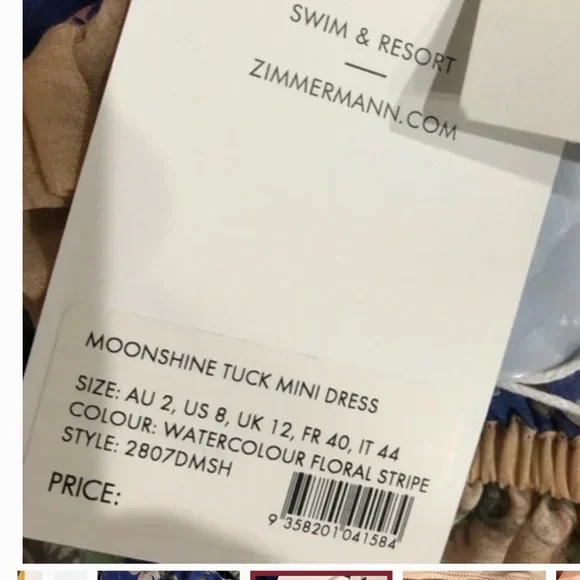 SWIM & RESORT
ZIMMERMANN.COM
MOONSHINE TUCK MINI DRESS
SIZE: AU 2, US 8, UK 12, FR 40, IT 44
COLOUR: WATERCOLOUR FLORAL STRIPE
STYLE: 2807DMSH
PRICE:
9 358201 041584